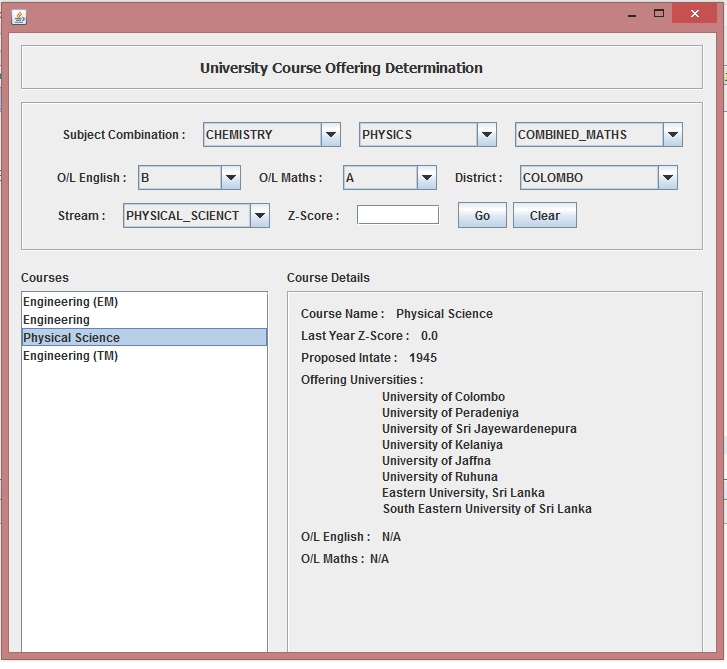 University Course Offering Determination
Subject Combination : CHEMISTRY PHYSICS COMBINED_MATHS
O/L English : B O/L Maths : A District : COLOMBO
Stream : PHYSICAL_SCIENCT Z-Score : Go Clear
Courses
Engineering (EM)
Engineering
Physical Science
Engineering (TM)
Course Details
Course Name : Physical Science
Last Year Z-Score : 0.0
Proposed Intate : 1945
Offering Universities :
University of Colombo
University of Peradeniya
University of Sri Jayewardenepura
University of Kelaniya
University of Jaffna
University of Ruhuna
Eastern University, Sri Lanka
South Eastern University of Sri Lanka
O/L English : N/A
O/L Maths : N/A